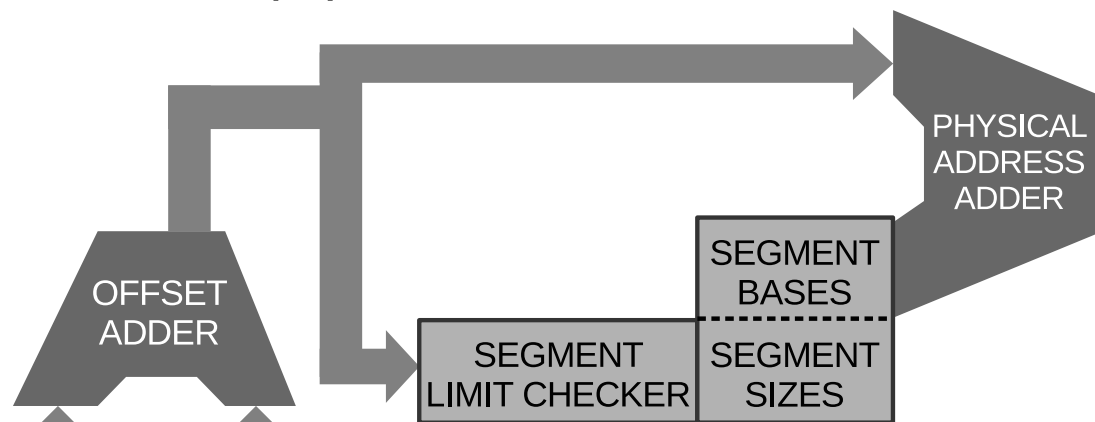 PHYSICAL
ADDRESS
ADDER
SEGMENT
BASES
OFFSET
ADDER
SEGMENT
LIMIT CHECKER
SEGMENT
SIZES